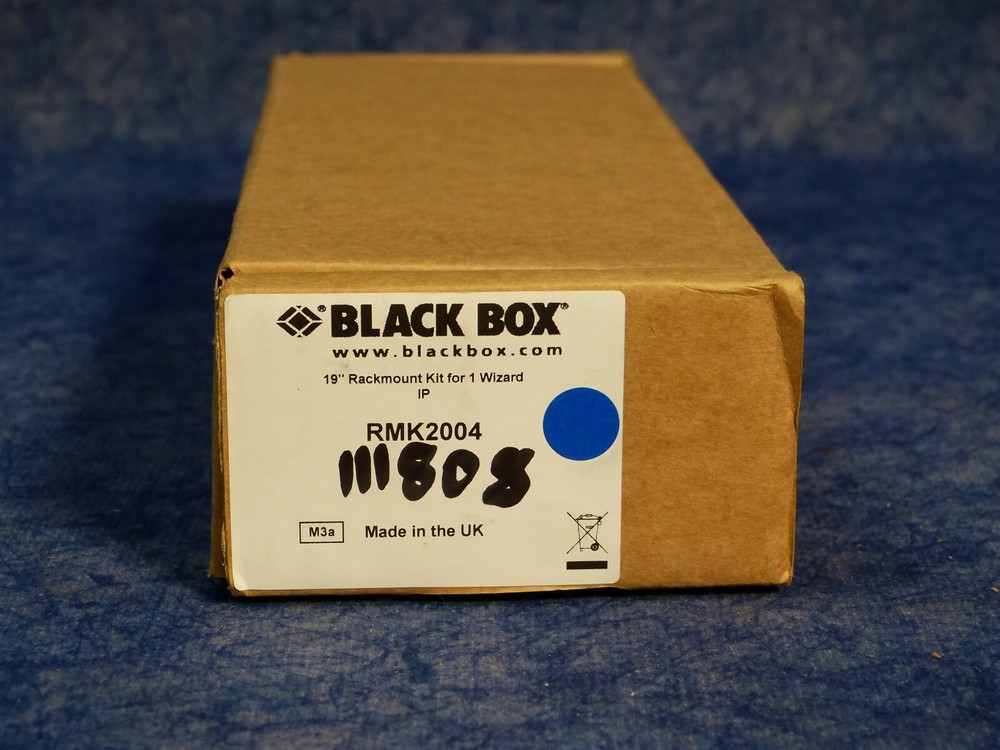 BLACK BOX®
www.blackbox.com
19" Rackmount Kit for 1 Wizard
IP
RMK2004
111808
M3a Made in the UK